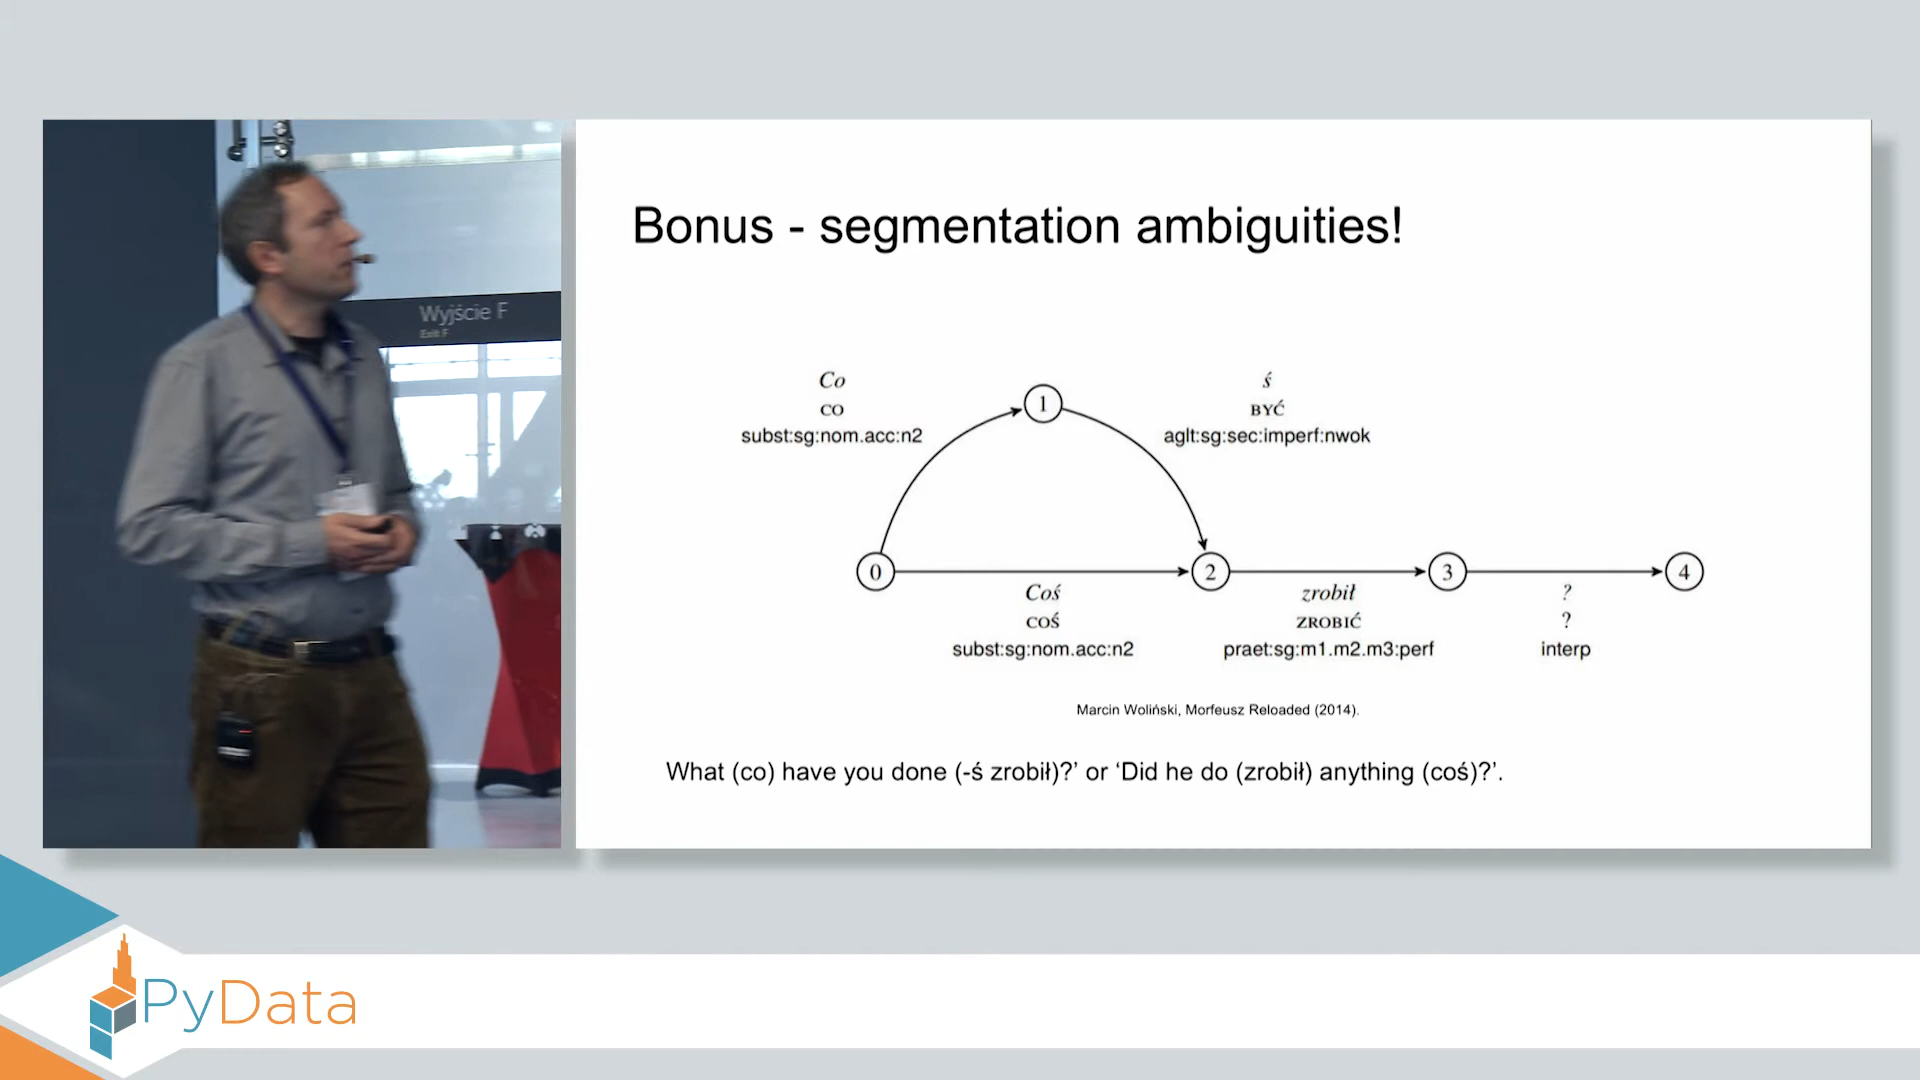 Wyjście F
Exit F
Bonus - segmentation ambiguities!
Co
CO
subst:sg:nom.acc:n2
1
ś
BYĆ
aglt:sg:sec:imperf:nwok
0
2
3
4
Coś
COŚ
subst:sg:nom.acc:n2
zrobił
ZROBIĆ
praet:sg:m1.m2.m3:perf
?
?
interp
Marcin Woliński, Morfeusz Reloaded (2014).
What (co) have you done (-ś zrobił)?’ or ‘Did he do (zrobił) anything (coś)?’.
PyData